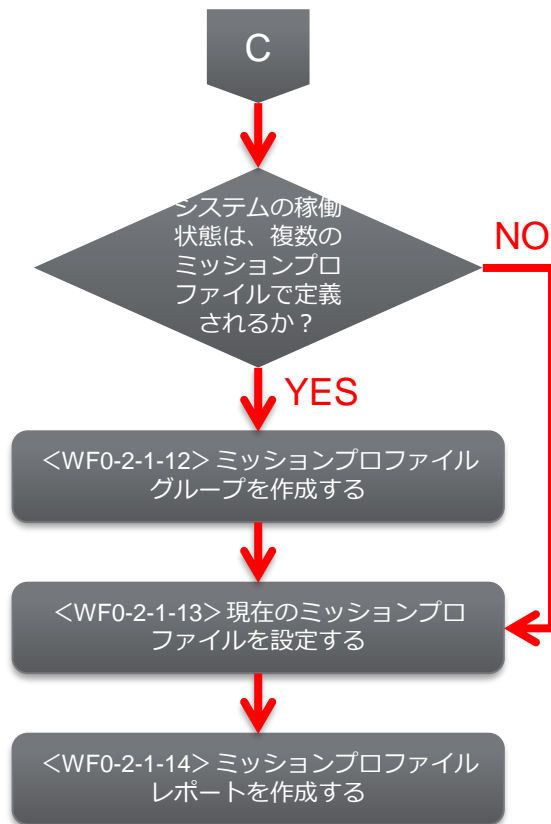 C
システムの稼働
状態は、複数の
ミッションプロ
ファイルで定義
されるか？
NO
YES
<WF0-2-1-12> ミッションプロファイル
グループを作成する
<WF0-2-1-13> 現在のミッションプロ
ファイルを設定する
<WF0-2-1-14> ミッションプロファイル
レポートを作成する